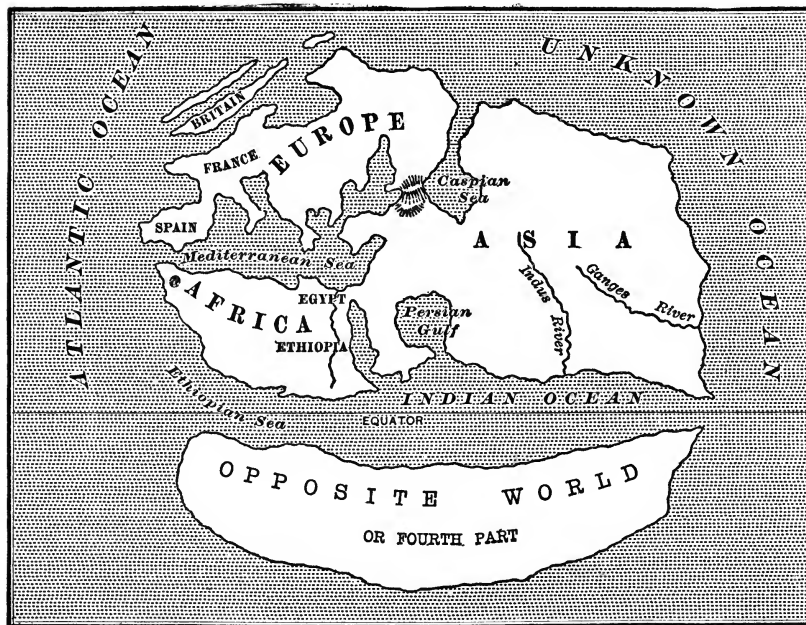 ATLANTIC OCEAN
UNKNOWN OCEAN
BRITAIN
EUROPE
FRANCE
SPAIN
Caspian
Sea
ASIA
Mediterranean Sea
AFRICA
EGYPT
ETHIOPIA
Persian
Gulf
Indus River
Ganges River
Ethiopian Sea
INDIAN OCEAN
EQUATOR
OPPOSITE WORLD
OR FOURTH PART